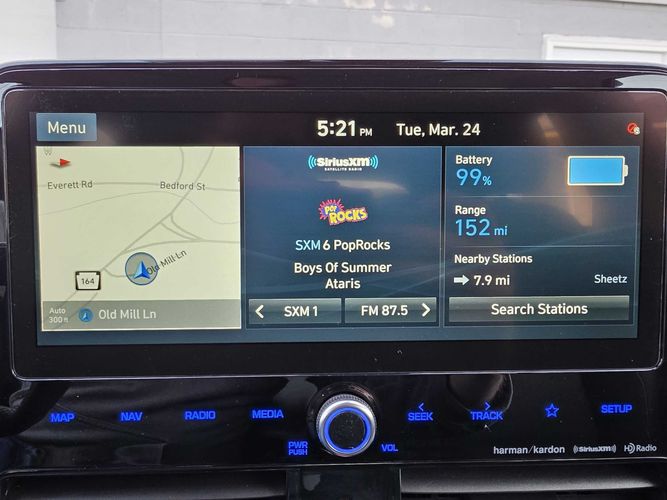 Menu
5:21 PM
Tue, Mar. 24
W
Everett Rd
Bedford St
Old Mill Ln
164
Auto
300 ft
Old Mill Ln
((SiriusXM))
SATELLITE RADIO
POP
ROCKS
SXM 6 PopRocks
Boys Of Summer
Ataris
< SXM 1
FM 87.5 >
Battery
99%
Range
152 mi
Nearby Stations
7.9 mi
Sheetz
Search Stations
MAP
NAV
RADIO
MEDIA
PWR
PUSH
VOL
< SEEK
> TRACK
SETUP
harman/kardon
((SiriusXM))
HD Radio